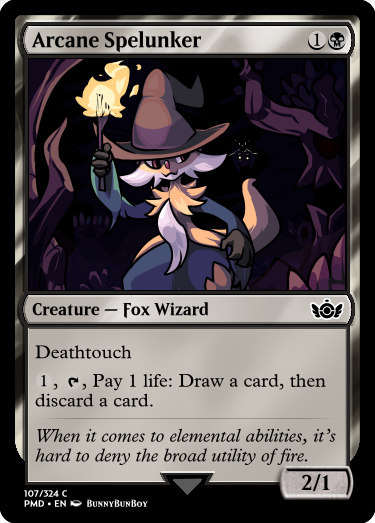 Arcane Spelunker 1
Creature — Fox Wizard
Deathtouch
1, , Pay 1 life: Draw a card, then
discard a card.
When it comes to elemental abilities, it's
hard to deny the broad utility of fire.
2/1
107/324 C
PMD • EN BunnyBunBoy